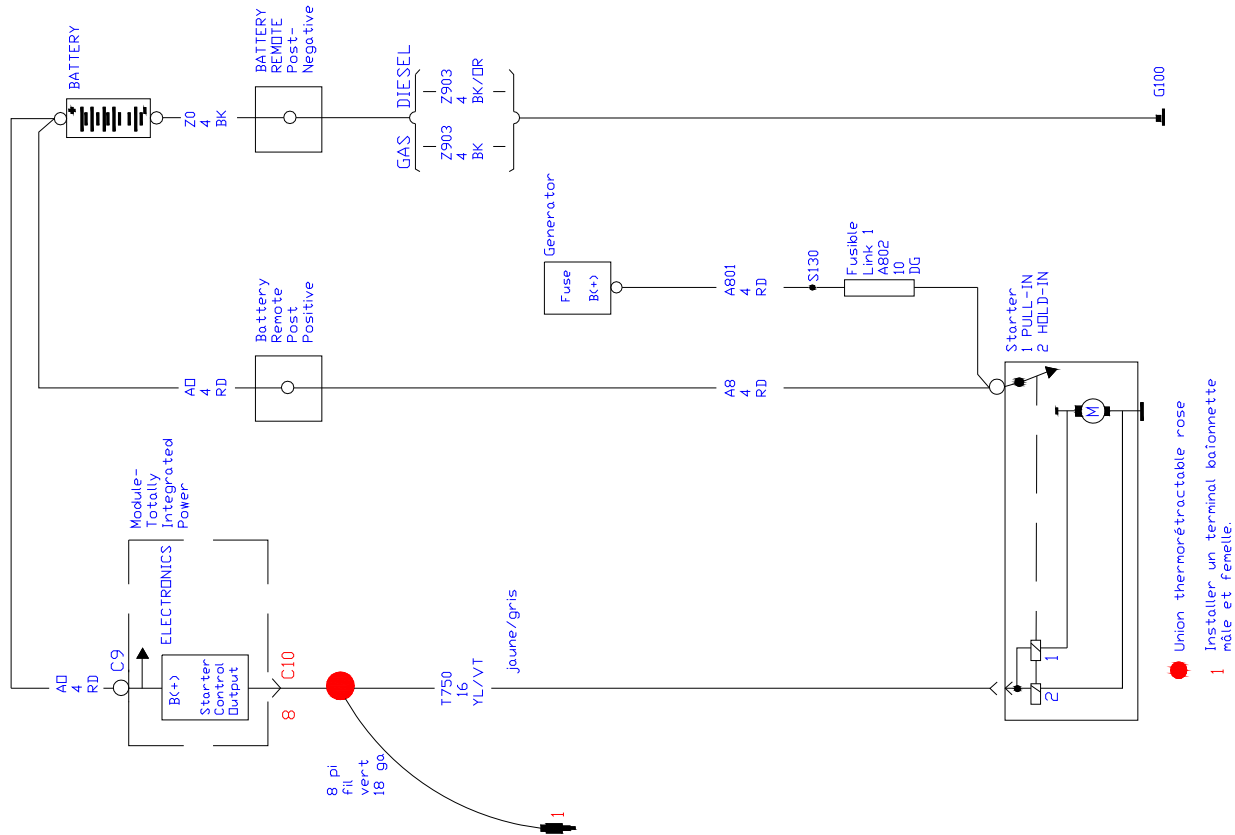 BATTERY
Z0
4
BK
BATTERY
REMOTE
Post-
Negative
GAS
DIESEL
Z903
4
BK
Z903
4
BK/OR
G100
Generator
Fuse
B(+)
A801
4
RD
S130
Fusible
Link 1
A802
10
DG
A0
4
RD
Battery
Remote
Post
Positive
A8
4
RD
Starter
1 PULL-IN
2 HOLD-IN
M
1
2
A0
4
RD
C9
Module-
Totally
Integrated
Power
ELECTRONICS
B(+)
Starter
Control
Output
8
C10
T750
16
YL/VT
jaune/gris
8 pi
fil
vert
18 ga
1
Union thermorétractable rose
1 Installer un terminal baïonnette
mâle et femelle.